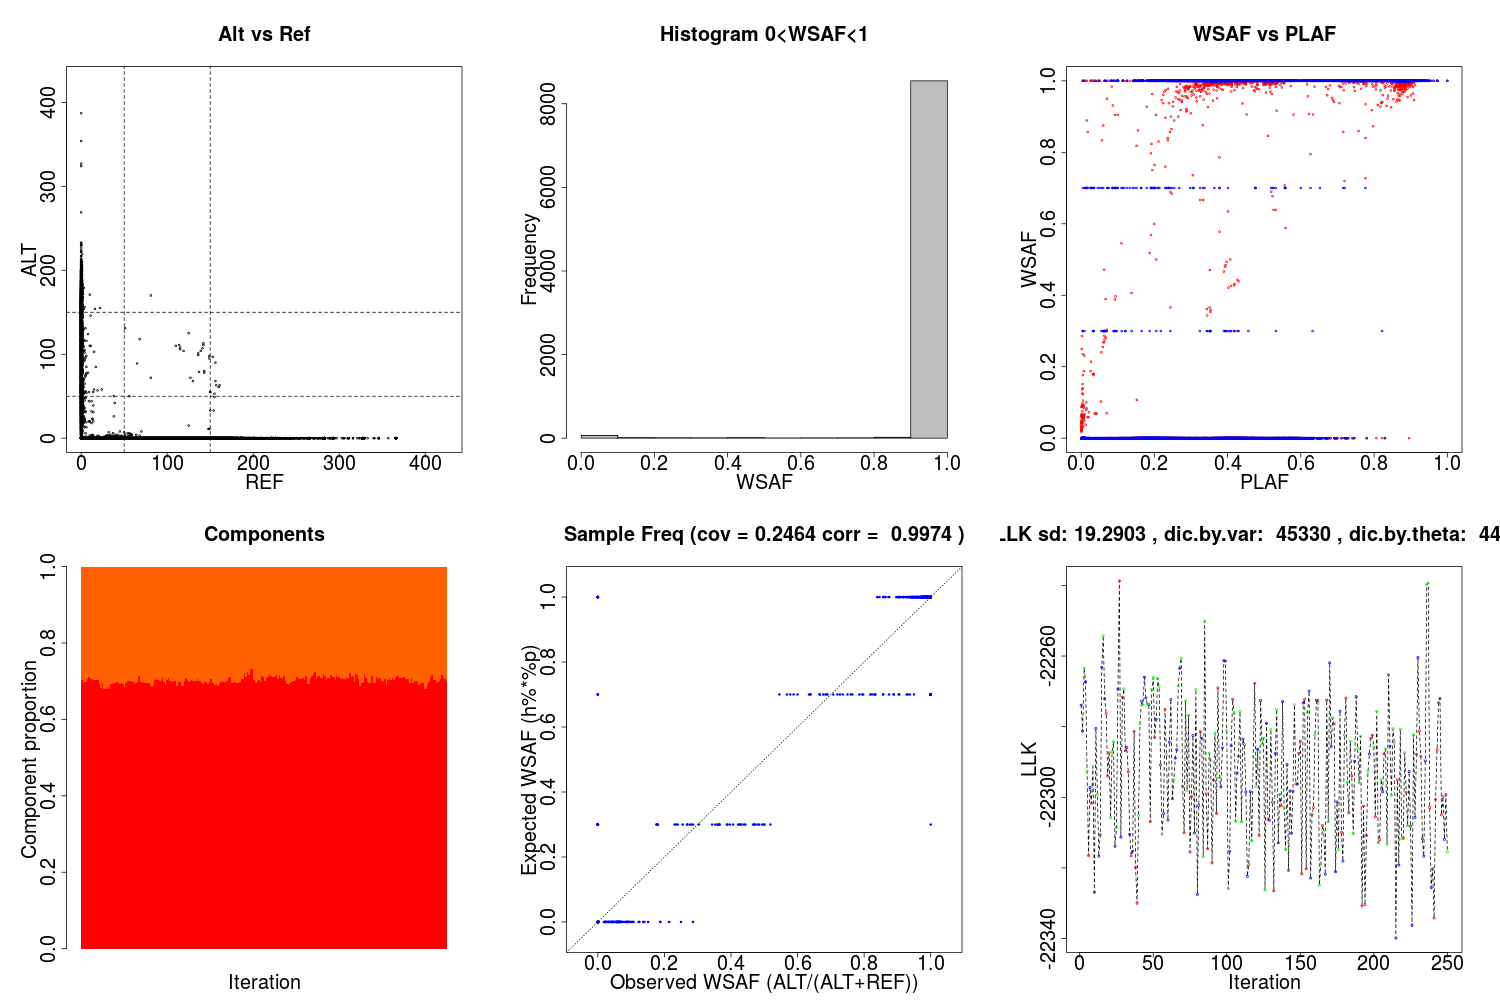 Alt vs Ref
ALT
0 100 200 300 400
0 100 200 300 400
REF
Histogram 0<WSAF<1
Frequency
0 2000 4000 6000 8000
0.0 0.2 0.4 0.6 0.8 1.0
WSAF
WSAF vs PLAF
WSAF
0.0 0.2 0.4 0.6 0.8 1.0
0.0 0.2 0.4 0.6 0.8 1.0
PLAF
Components
Component proportion
0.0 0.2 0.4 0.6 0.8 1.0
Iteration
Sample Freq (cov = 0.2464 corr = 0.9974 )
Expected WSAF (h%*%p)
0.0 0.2 0.4 0.6 0.8 1.0
0.0 0.2 0.4 0.6 0.8 1.0
Observed WSAF (ALT/(ALT+REF))
LLK sd: 19.2903 , dic.by.var: 45330 , dic.by.theta: 44
LLK
-22340 -22300 -22260
0 50 100 150 200 250
Iteration